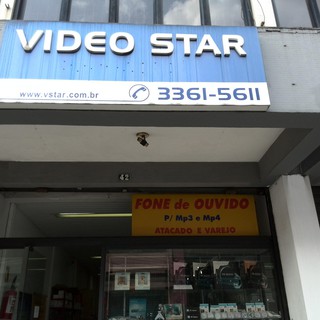 VIDEO STAR
www.vstar.com.br 3361-5611
42
FONE de OUVIDO
P/ Mp3 e Mp4
ATACADO E VAREJO